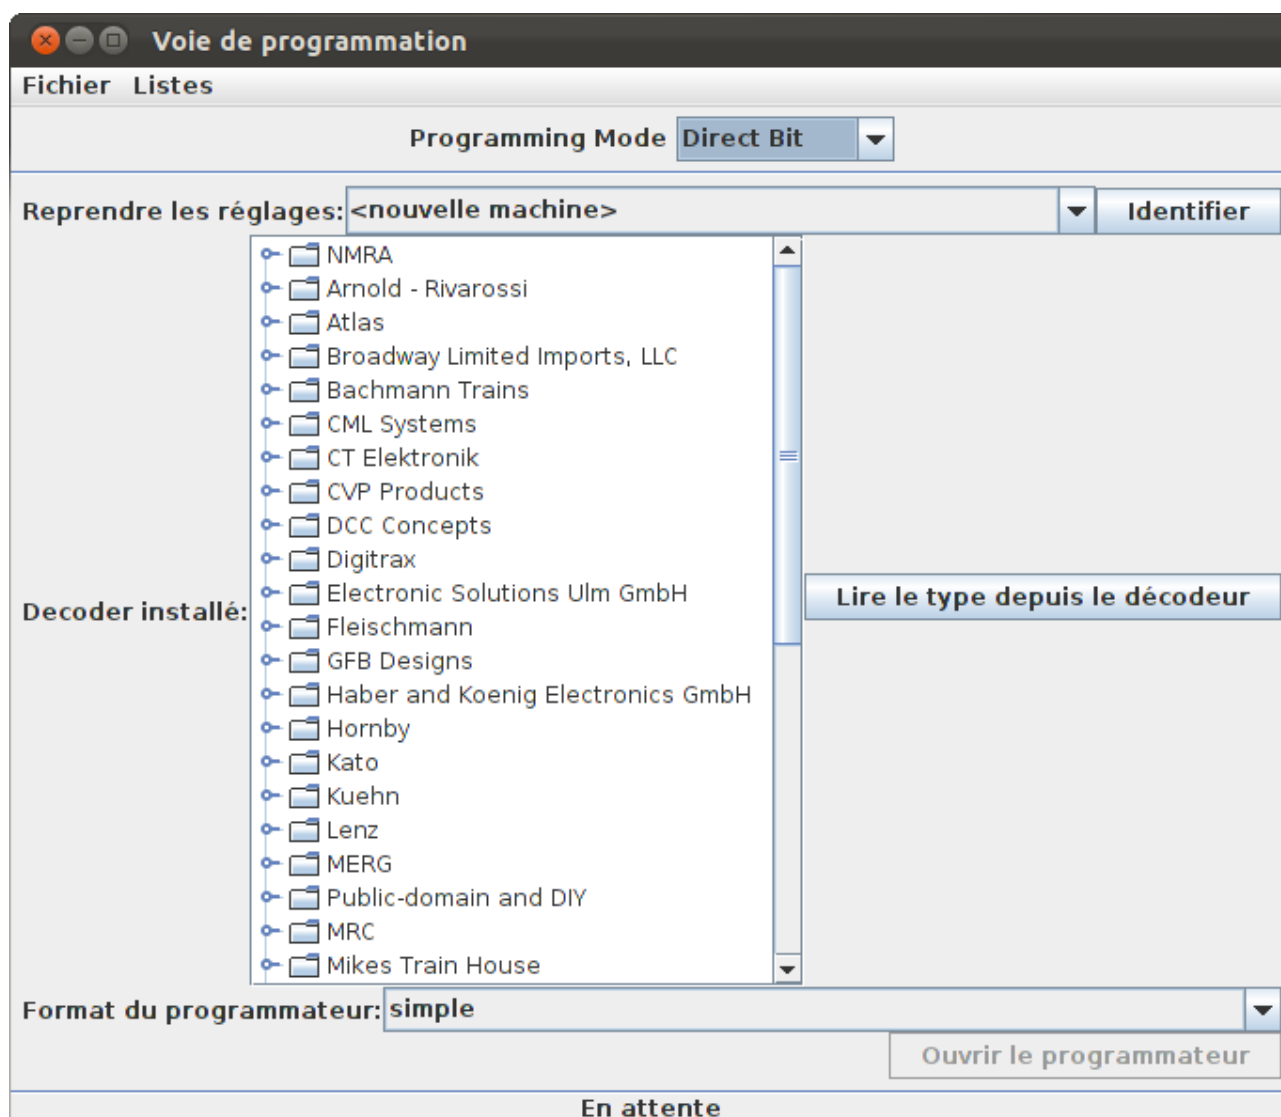 Voie de programmation
Fichier Listes
Programming Mode Direct Bit
Reprendre les réglages: <nouvelle machine> Identifier
NMRA
Arnold - Rivarossi
Atlas
Broadway Limited Imports, LLC
Bachmann Trains
CML Systems
CT Elektronik
CVP Products
DCC Concepts
Digitrax
Electronic Solutions Ulm GmbH
Decoder installé: Lire le type depuis le décodeur
Fleischmann
GFB Designs
Haber and Koenig Electronics GmbH
Hornby
Kato
Kuehn
Lenz
MERG
Public-domain and DIY
MRC
Mikes Train House
Format du programmateur: simple
Ouvrir le programmateur
En attente